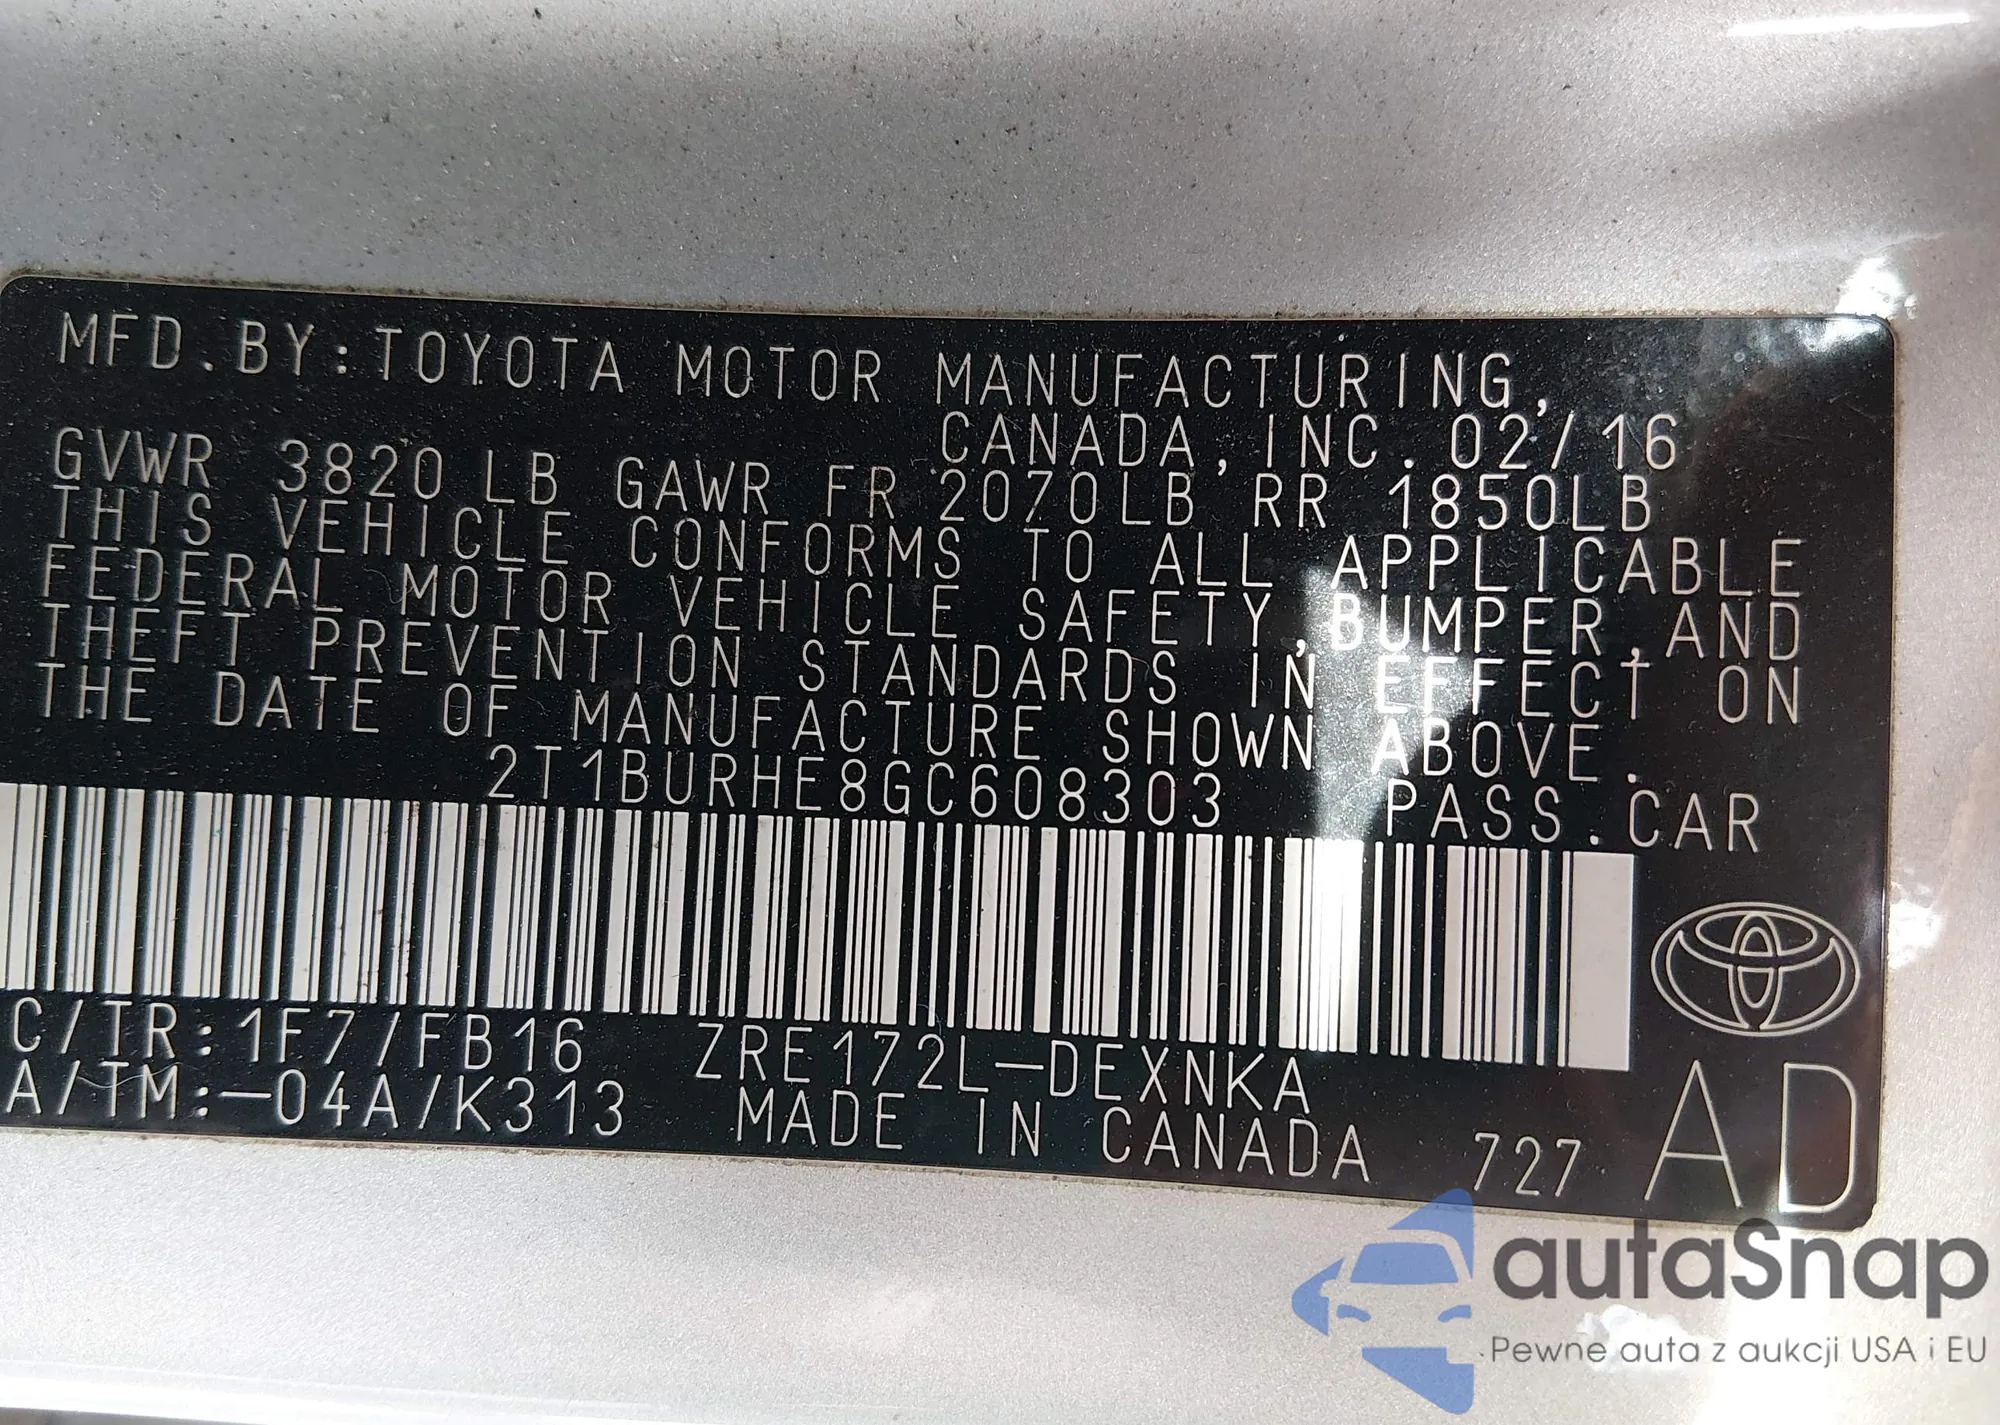 MFD.BY:TOYOTA MOTOR MANUFACTURING,
CANADA,INC.02/16
GVWR 3820 LB GAWR FR 2070LB RR 1850LB
THIS VEHICLE CONFORMS TO ALL APPLICABLE
FEDERAL MOTOR VEHICLE SAFETY,BUMPER,AND
THEFT PREVENTION STANDARDS IN EFFECT ON
THE DATE OF MANUFACTURE SHOWN ABOVE.
2T1BURHE8GC608303 PASS.CAR
C/TR:1F7/FB16 ZRE172L-DEXNKA
A/TM:-04A/K313 MADE IN CANADA 727 AD
autaSnap
Pewne auta z aukcji USA i EU